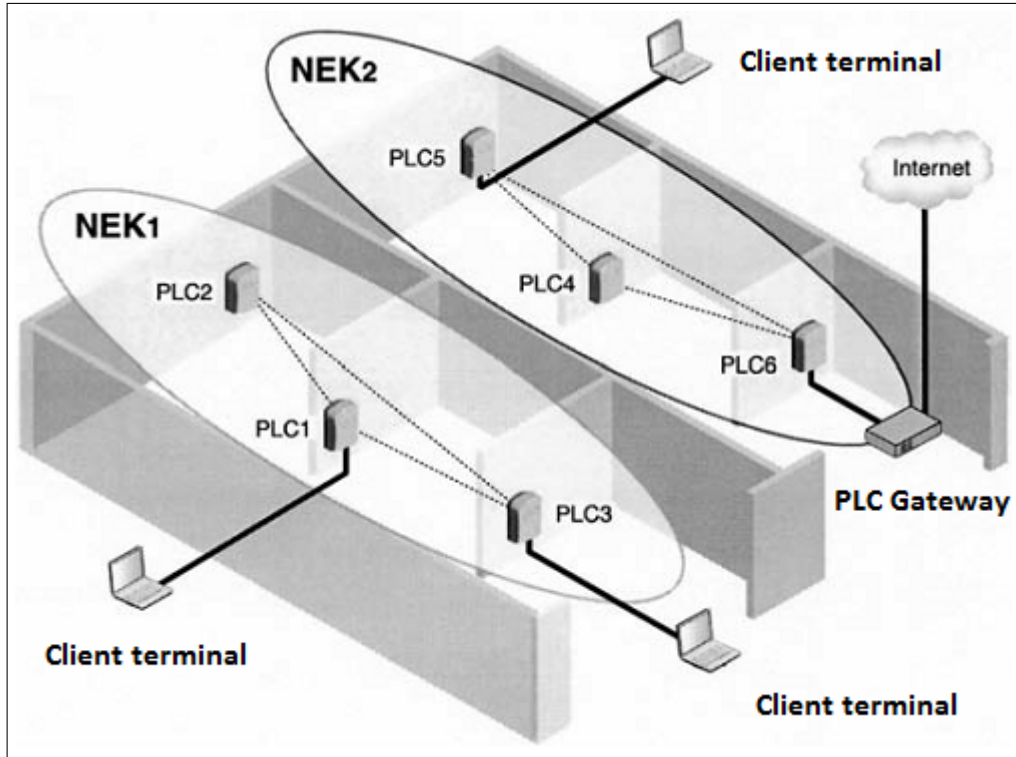 NEK2
Client terminal
PLC5
Internet
NEK1
PLC2
PLC4
PLC6
PLC1
PLC3
PLC Gateway
Client terminal
Client terminal